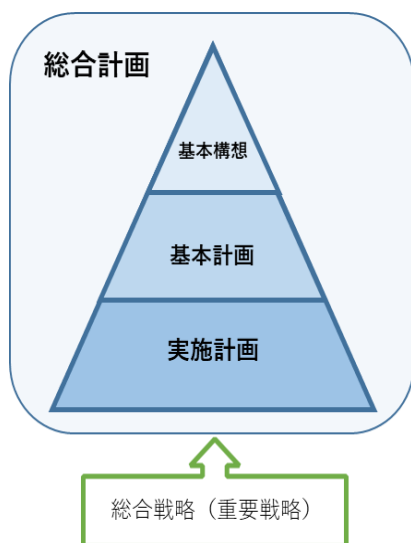 総合計画
基本構想
基本計画
実施計画
総合戦略（重要戦略）